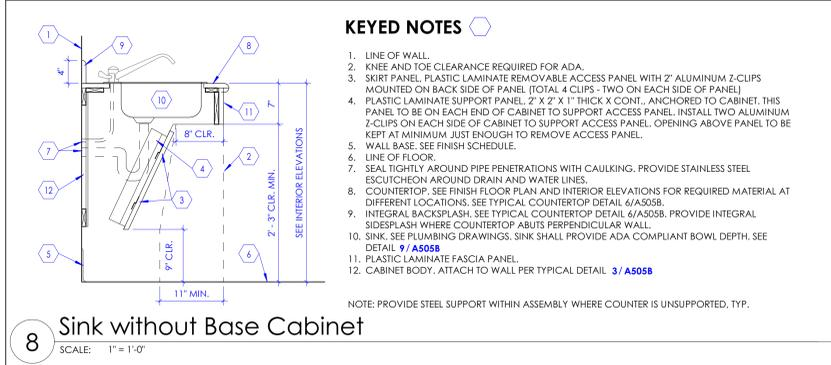 1
9
8
4"
10
7"
11
8" CLR.
7
2
4
12
3
2' - 3" CLR. MIN.
SEE INTERIOR ELEVATIONS
9" CLR.
5
6
11" MIN.
KEYED NOTES
1. LINE OF WALL.
2. KNEE AND TOE CLEARANCE REQUIRED FOR ADA.
3. SKIRT PANEL, PLASTIC LAMINATE REMOVABLE ACCESS PANEL WITH 2" ALUMINUM Z-CLIPS
MOUNTED ON BACK SIDE OF PANEL (TOTAL 4 CLIPS - TWO ON EACH SIDE OF PANEL)
4. PLASTIC LAMINATE SUPPORT PANEL. 2" X 2" X 1" THICK X CONT., ANCHORED TO CABINET. THIS
PANEL TO BE ON EACH END OF CABINET TO SUPPORT ACCESS PANEL. INSTALL TWO ALUMINUM
Z-CLIPS ON EACH SIDE OF CABINET TO SUPPORT ACCESS PANEL. OPENING ABOVE PANEL TO BE
KEPT AT MINIMUM JUST ENOUGH TO REMOVE ACCESS PANEL.
5. WALL BASE. SEE FINISH SCHEDULE.
6. LINE OF FLOOR.
7. SEAL TIGHTLY AROUND PIPE PENETRATIONS WITH CAULKING. PROVIDE STAINLESS STEEL
ESCUTCHEON AROUND DRAIN AND WATER LINES.
8. COUNTERTOP. SEE FINISH FLOOR PLAN AND INTERIOR ELEVATIONS FOR REQUIRED MATERIAL AT
DIFFERENT LOCATIONS. SEE TYPICAL COUNTERTOP DETAIL 6/A505B.
9. INTEGRAL BACKSPLASH. SEE TYPICAL COUNTERTOP DETAIL 6/A505B. PROVIDE INTEGRAL
SIDESPLASH WHERE COUNTERTOP ABUTS PERPENDICULAR WALL.
10. SINK. SEE PLUMBING DRAWINGS. SINK SHALL PROVIDE ADA COMPLIANT BOWL DEPTH. SEE
DETAIL 9 / A505B
11. PLASTIC LAMINATE FASCIA PANEL.
12. CABINET BODY. ATTACH TO WALL PER TYPICAL DETAIL 3 / A505B
NOTE: PROVIDE STEEL SUPPORT WITHIN ASSEMBLY WHERE COUNTER IS UNSUPPORTED, TYP.
8 Sink without Base Cabinet
SCALE: 1" = 1'-0"